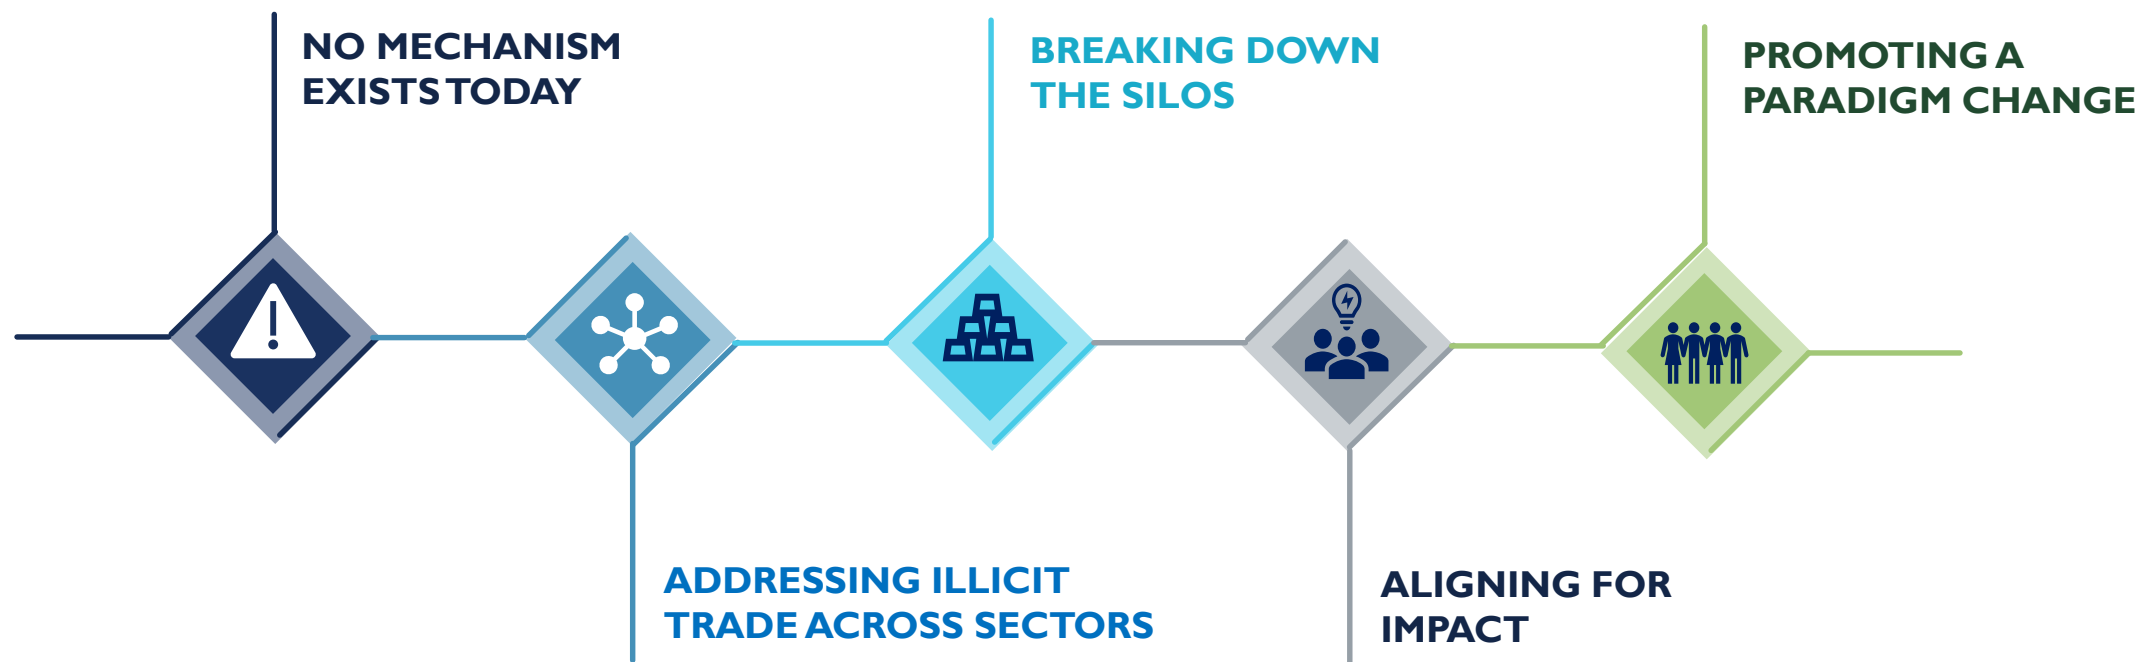 NO MECHANISM
EXISTS TODAY
ADDRESSING ILLICIT
TRADE ACROSS SECTORS
BREAKING DOWN
THE SILOS
ALIGNING FOR
IMPACT
PROMOTING A
PARADIGM CHANGE